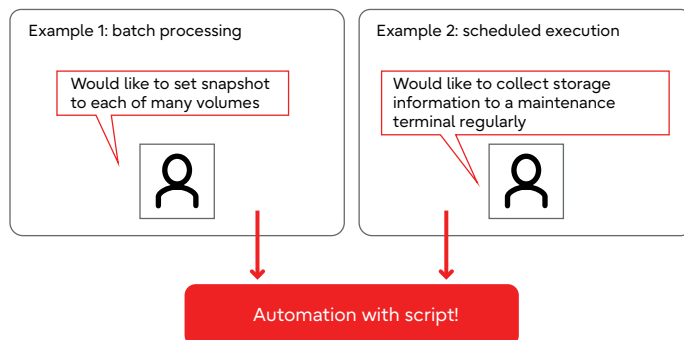 Example 1: batch processing
Would like to set snapshot
to each of many volumes
Example 2: scheduled execution
Would like to collect storage
information to a maintenance
terminal regularly
Automation with script!